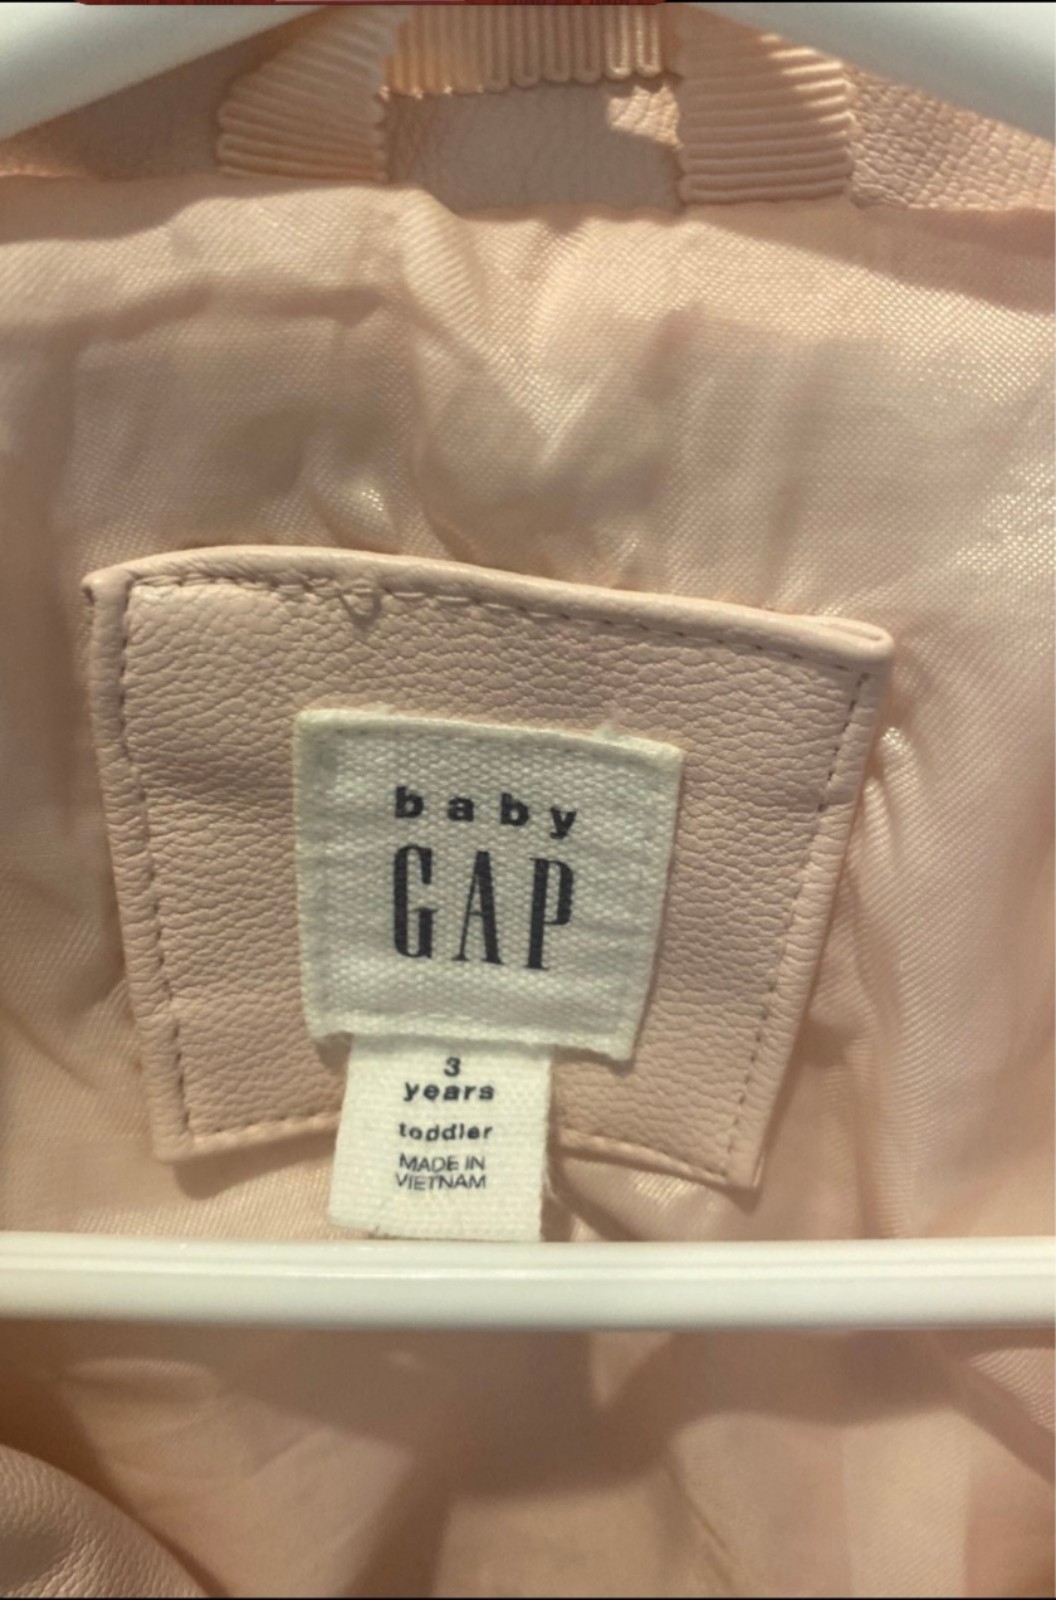 baby
GAP
3
years
toddler
MADE IN
VIETNAM